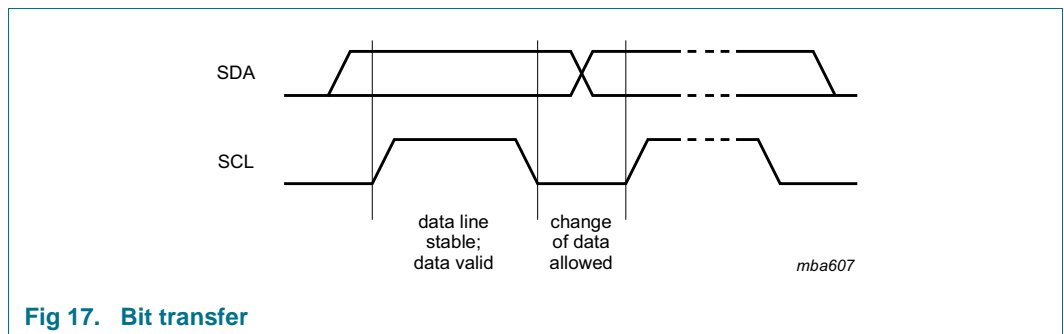 SDA
SCL
data line
stable;
data valid
change
of data
allowed
mba607
Fig 17. Bit transfer